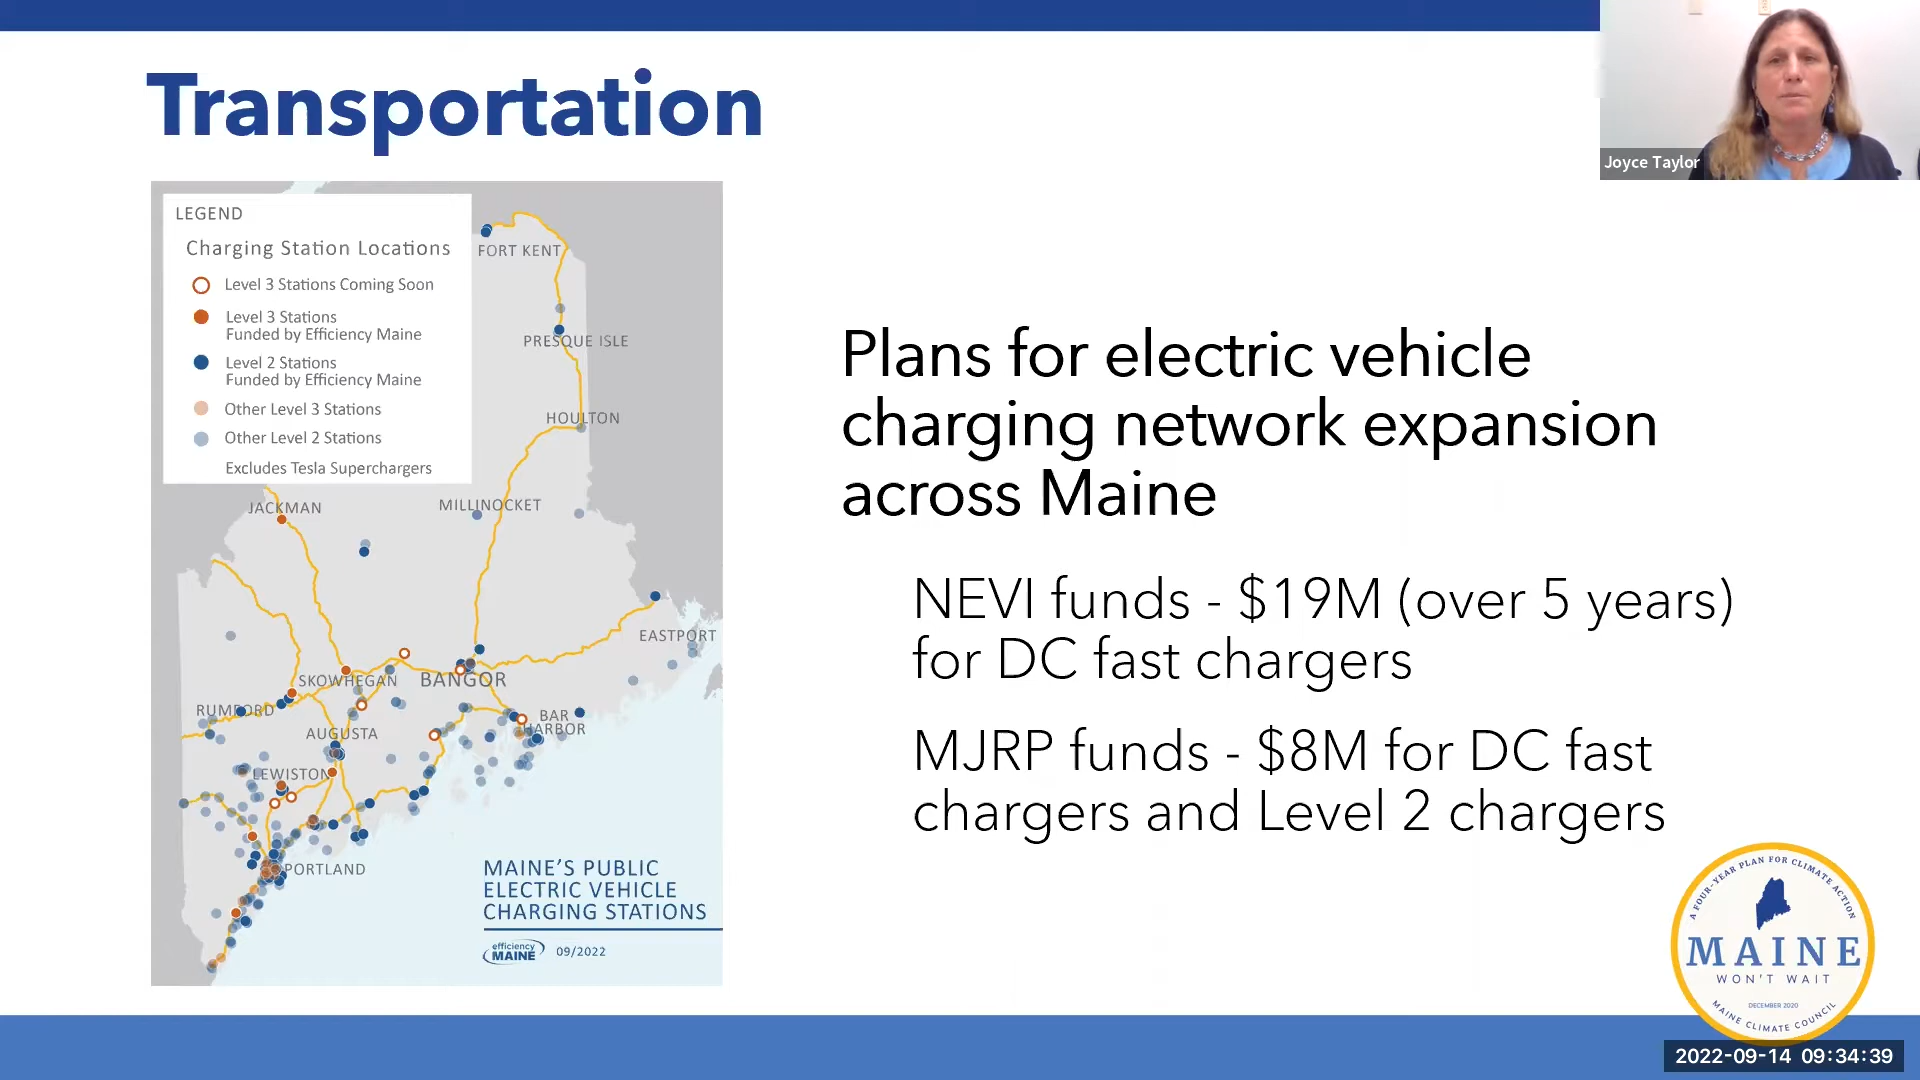 Transportation
Joyce Taylor
LEGEND
Charging Station Locations
Level 3 Stations Coming Soon
Level 3 Stations
Funded by Efficiency Maine
Level 2 Stations
Funded by Efficiency Maine
Other Level 3 Stations
Other Level 2 Stations
Excludes Tesla Superchargers
FORT KENT
PRESQUE ISLE
HOULTON
JACKMAN
MILLINOCKET
EASTPORT
SKOWHEGAN
BANGOR
RUMFORD
BAR
HARBOR
AUGUSTA
LEWISTON
PORTLAND
MAINE'S PUBLIC
ELECTRIC VEHICLE
CHARGING STATIONS
efficiency
MAINE
09/2022
Plans for electric vehicle
charging network expansion
across Maine
NEVI funds - $19M (over 5 years)
for DC fast chargers
MJRP funds - $8M for DC fast
chargers and Level 2 chargers
A FOUR-YEAR PLAN FOR CLIMATE ACTION
MAINE
WON'T WAIT
DECEMBER 2020
MAINE CLIMATE COUNCIL
2022-09-14 09:34:39